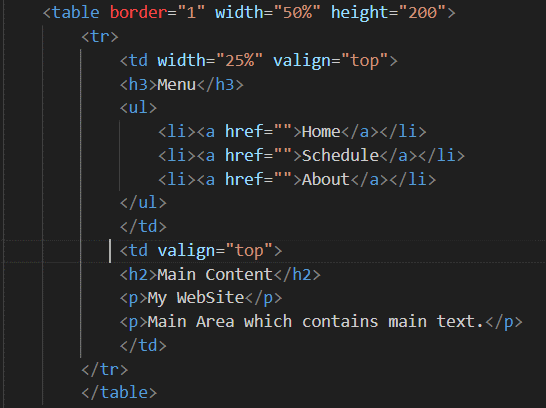 <table border="1" width="50%" height="200">
<tr>
<td width="25%" valign="top">
<h3>Menu</h3>
<ul>
<li><a href="">Home</a></li>
<li><a href="">Schedule</a></li>
<li><a href="">About</a></li>
</ul>
</td>
<td valign="top">
<h2>Main Content</h2>
<p>My WebSite</p>
<p>Main Area which contains main text.</p>
</td>
</tr>
</table>